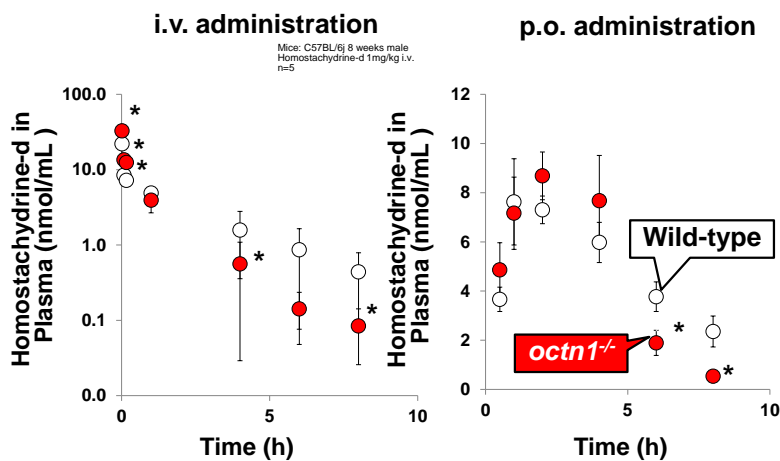 i.v. administration
Mice: C57BL/6j 8 weeks male
Homostachydrine-d 1mg/kg i.v.
n=5
Homostachydrine-d in
Plasma (nmol/mL )
100.0
10.0
1.0
0.1
0.0
*
*
*
*
*
0
5
10
Time (h)
p.o. administration
Homostachydrine-d in
Plasma (nmol/mL )
12
10
8
6
4
2
0
Wild-type
octn1-/-
*
*
0
5
10
Time (h)